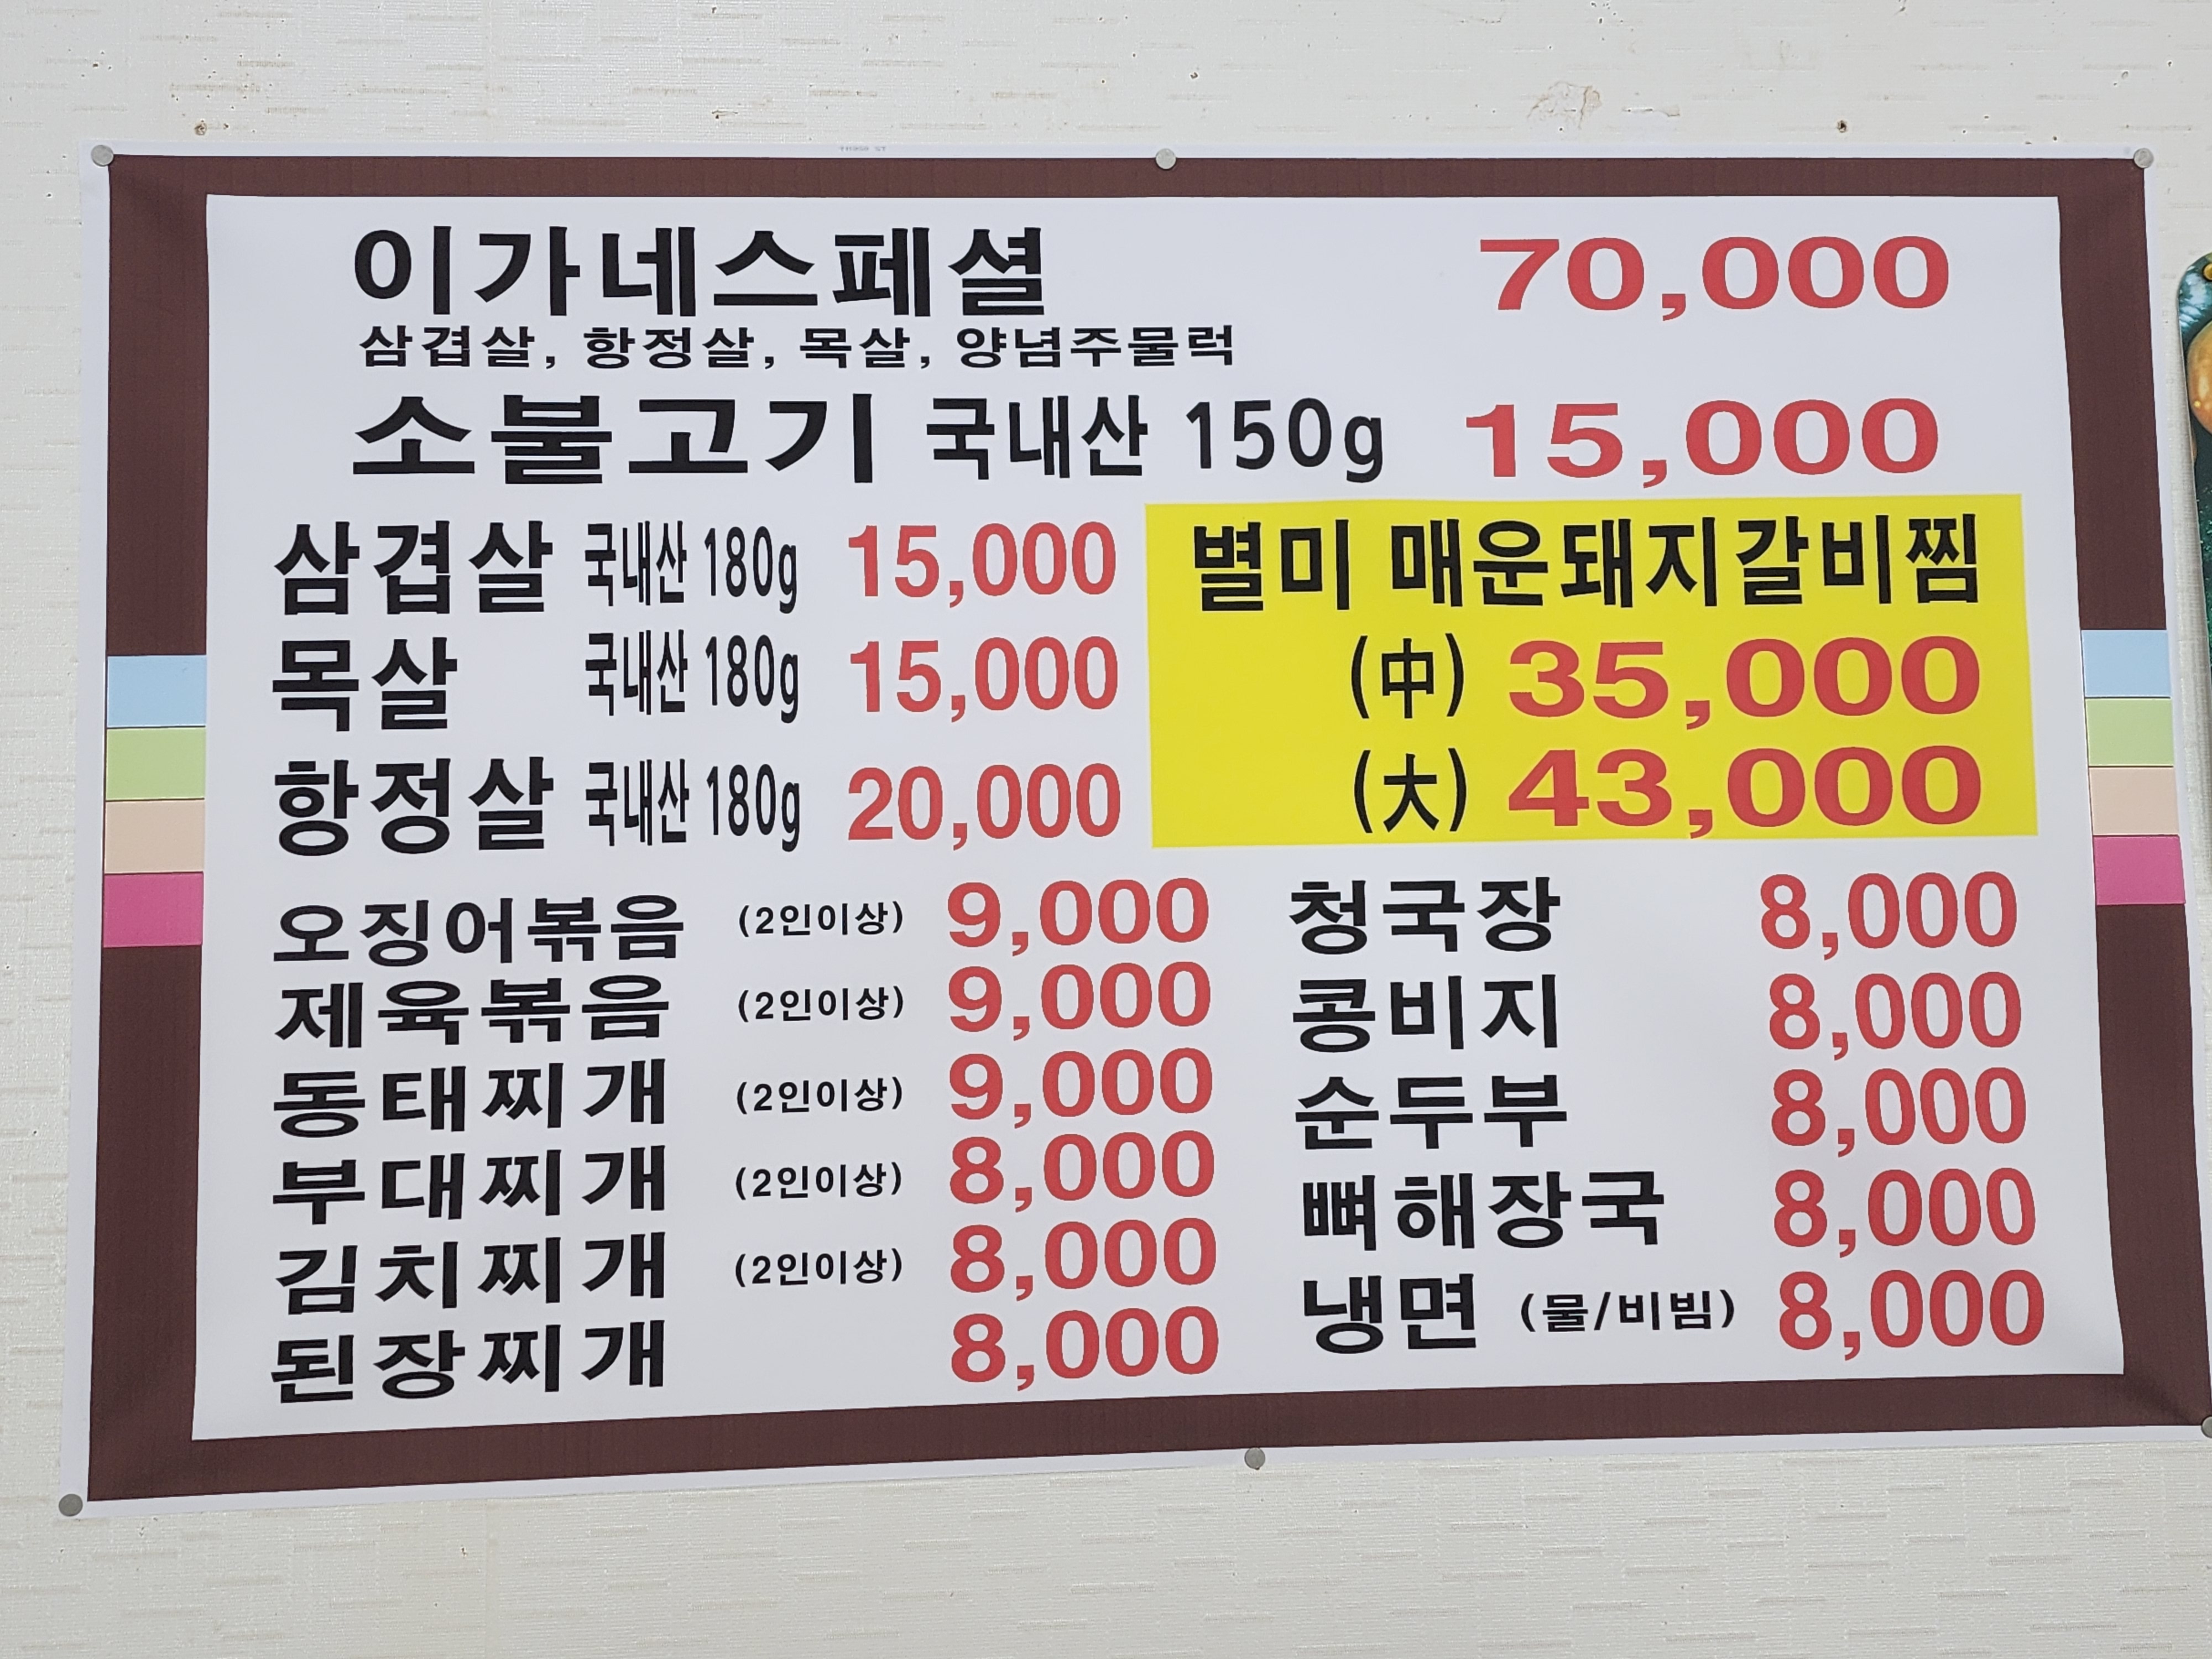 이가네스페셜 70,000
삼겹살, 항정살, 목살, 양념주물럭
소불고기 국내산 150g 15,000
삼겹살 국내산 180g 15,000
목살 국내산 180g 15,000
항정살 국내산 180g 20,000
별미 매운돼지갈비찜
(中) 35,000
(大) 43,000
오징어볶음 (2인이상) 9,000
제육볶음 (2인이상) 9,000
동태찌개 (2인이상) 9,000
부대찌개 (2인이상) 8,000
김치찌개 (2인이상) 8,000
된장찌개 8,000
청국장 8,000
콩비지 8,000
순두부 8,000
뼈해장국 8,000
냉면 (물/비빔) 8,000